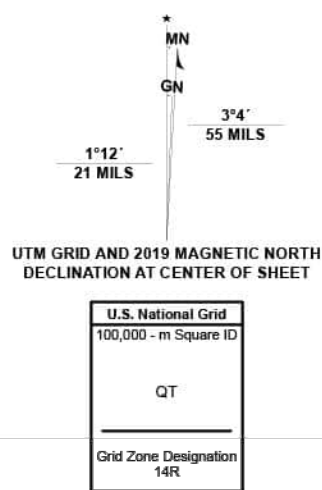 MN
GN
3°4´
55 MILS
1°12´
21 MILS
UTM GRID AND 2019 MAGNETIC NORTH
DECLINATION AT CENTER OF SHEET
U.S. National Grid
100,000 - m Square ID
QT
Grid Zone Designation
14R